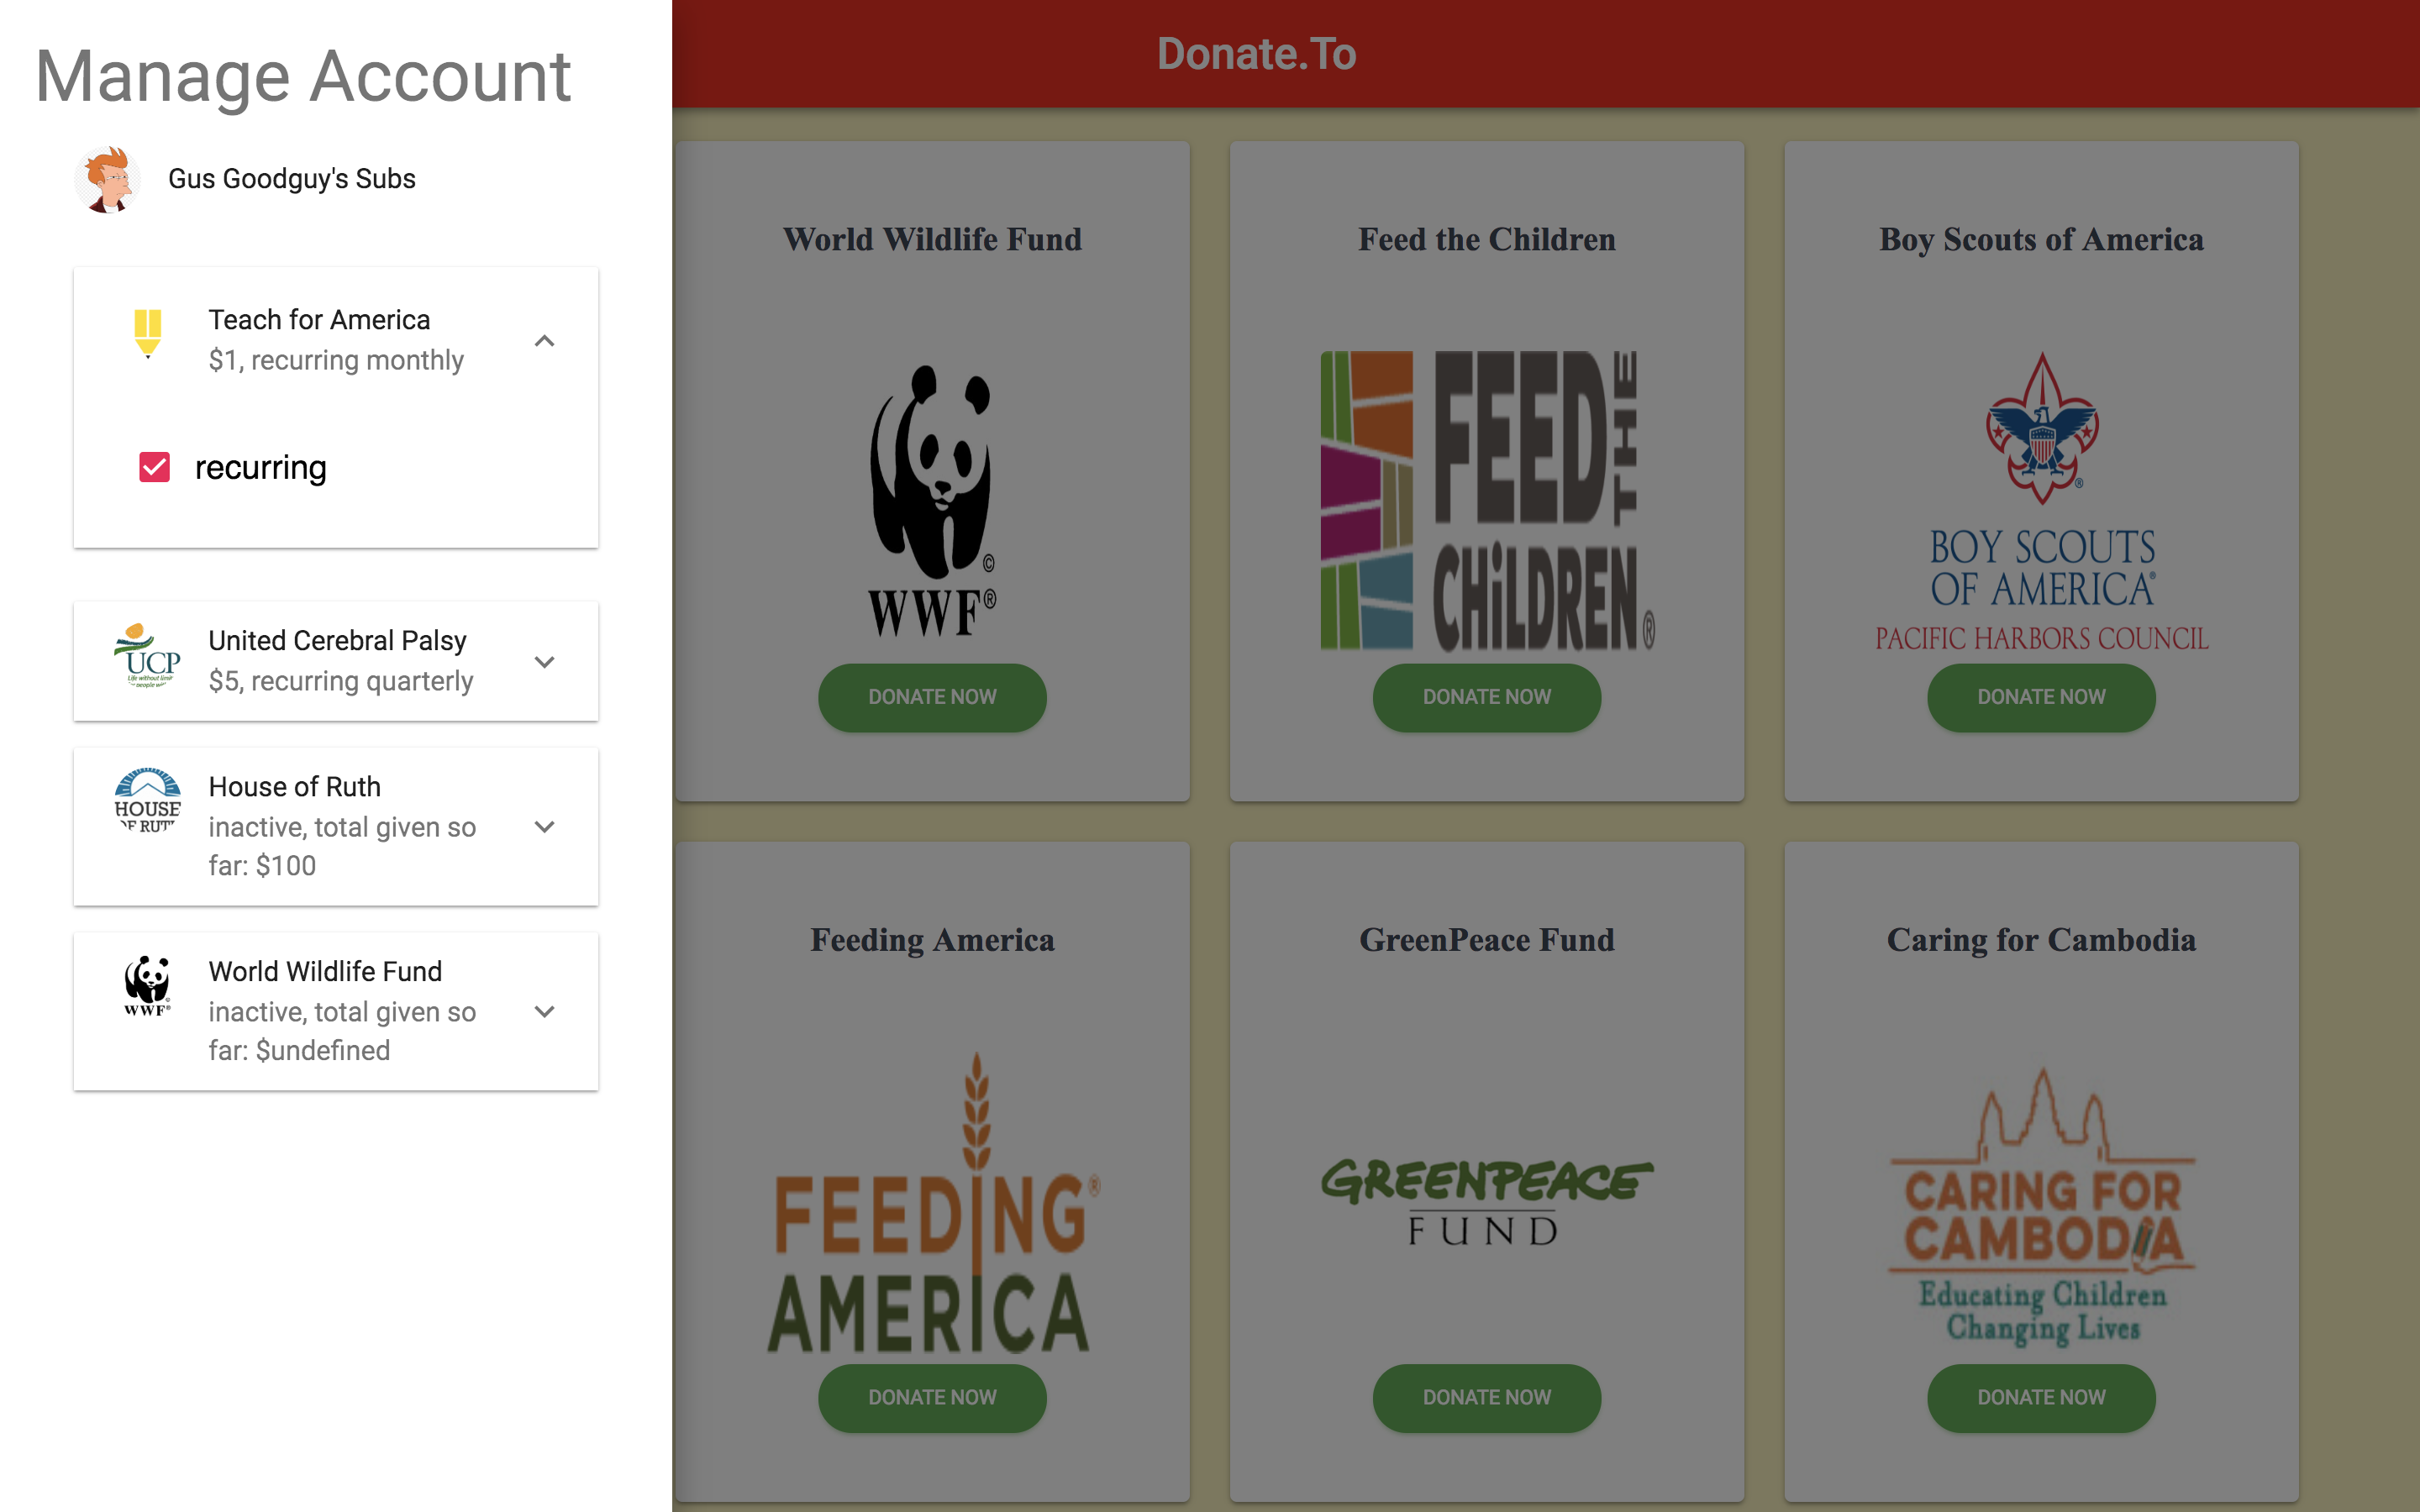 Manage Account
Gus Goodguy's Subs
Teach for America
$1, recurring monthly
recurring
UCP
United Cerebral Palsy
$5, recurring quarterly
HOUSE
House of Ruth
inactive, total given so
far: $100
WWF®
World Wildlife Fund
inactive, total given so
far: $undefined
Donate.To
World Wildlife Fund
©
WWF®
DONATE NOW
Feed the Children
FEED THE
CHiLDREN®
DONATE NOW
Boy Scouts of America
®
BOY SCOUTS
OF AMERICA®
PACIFIC HARBORS COUNCIL
DONATE NOW
Feeding America
FEEDING®
AMERICA
DONATE NOW
GreenPeace Fund
GREENPEACE
FUND
DONATE NOW
Caring for Cambodia
CARING FOR
CAMBODIA
Educating Children
Changing Lives
DONATE NOW